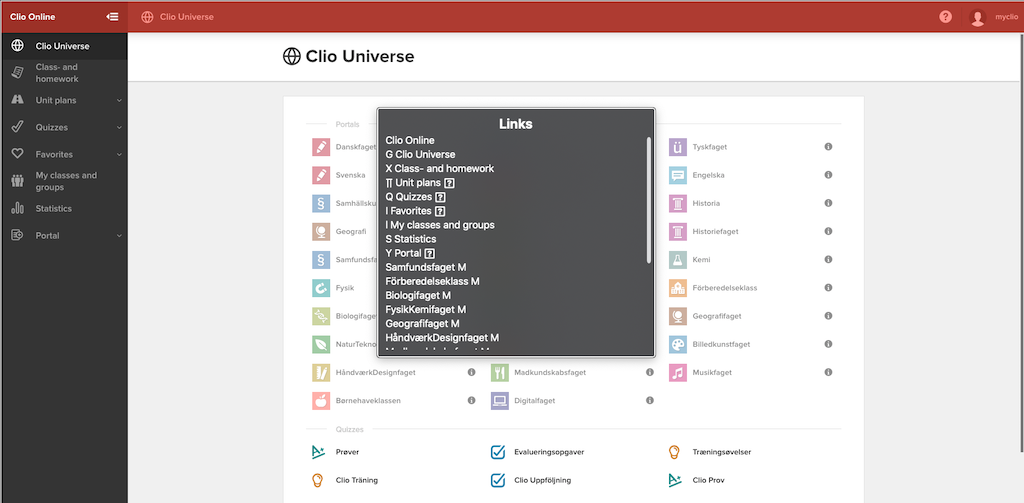 Clio Online
Clio Universe
myclio
Clio Universe
Class- and
homework
Unit plans
Quizzes
Favorites
My classes and
groups
Statistics
Portal
Clio Universe
Portals
Danskfaget
Svenska
Samhällsku
Geografi
Samfundsfa
Fysik
Biologifaget
NaturTekno
HåndværkDesignfaget
Børnehaveklassen
Madkundskabsfaget
Digitalfaget
Tyskfaget
Engelska
Historia
Historiefaget
Kemi
Förberedelseklass
Geografifaget
Billedkunstfaget
Musikfaget
Links
Clio Online
G Clio Universe
X Class- and homework
Unit plans ?
Q Quizzes ?
I Favorites ?
l My classes and groups
S Statistics
Y Portal ?
Samfundsfaget M
Förberedelseklass M
Biologifaget M
FysikKemifaget M
Geografifaget M
HåndværkDesignfaget M
Quizzes
Prøver
Evalueringsopgaver
Træningsøvelser
Clio Träning
Clio Uppföljning
Clio Prov